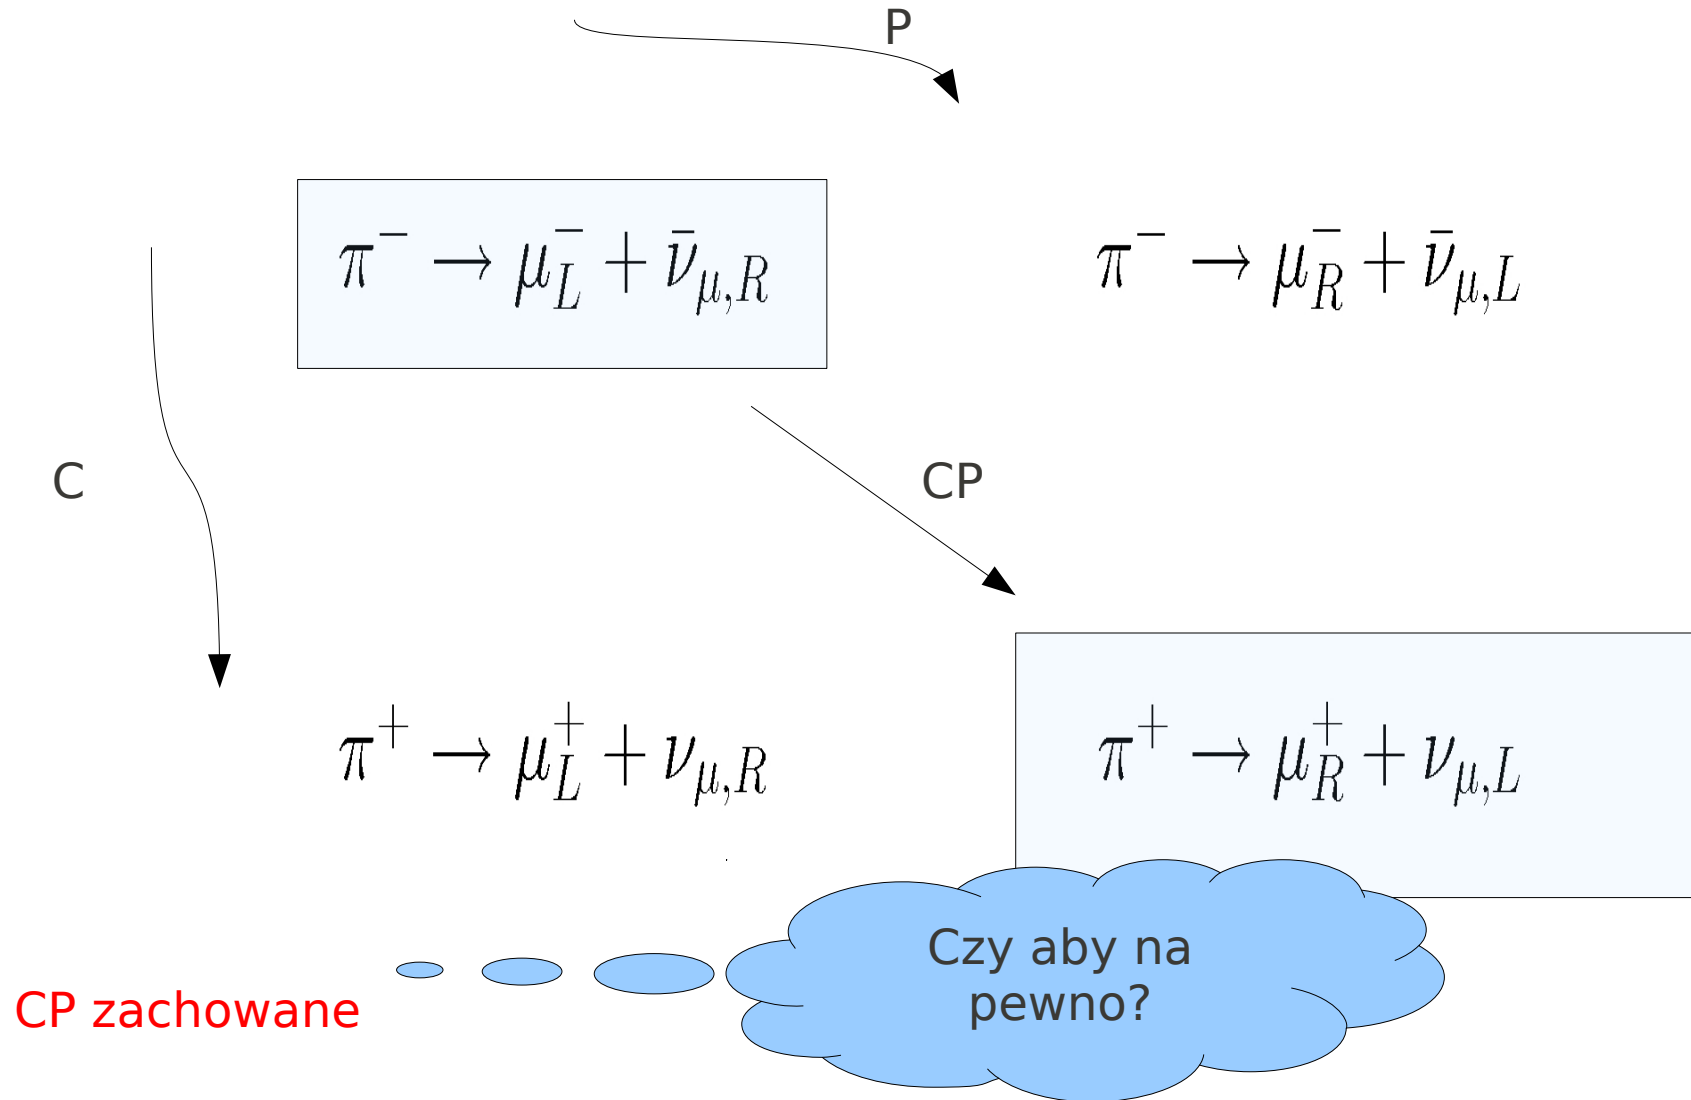 P
π⁻ → μ⁻_L + ν̄_μ,R
π⁻ → μ⁻_R + ν̄_μ,L
C
CP
π⁺ → μ⁺_L + ν_μ,R
π⁺ → μ⁺_R + ν_μ,L
Czy aby na
pewno?
CP zachowane